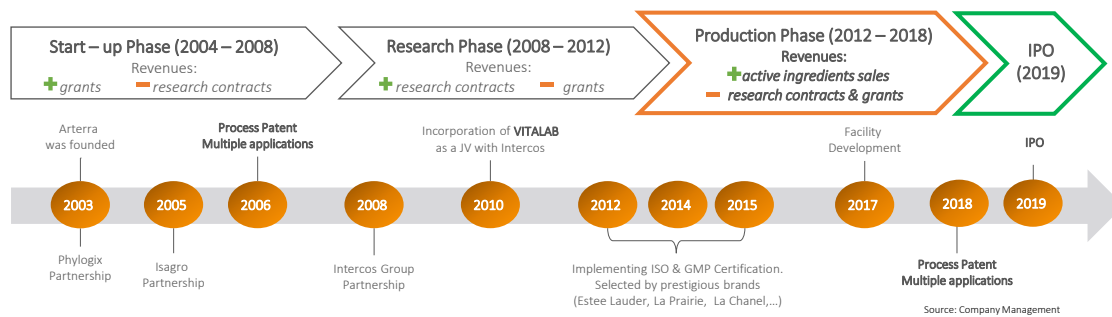 Start – up Phase (2004 – 2008)
Revenues:
+ grants – research contracts
Research Phase (2008 – 2012)
Revenues:
+ research contracts – grants
Production Phase (2012 – 2018)
Revenues:
+ active ingredients sales
– research contracts & grants
IPO
(2019)
Arterra
was founded
Process Patent
Multiple applications
Incorporation of VITALAB
as a JV with Intercos
Facility
Development
IPO
2003
2005
2006
2008
2010
2012
2014
2015
2017
2018
2019
Phylogix
Partnership
Isagro
Partnership
Intercos Group
Partnership
Implementing ISO & GMP Certification.
Selected by prestigious brands
(Estee Lauder, La Prairie, La Chanel,...)
Process Patent
Multiple applications
Source: Company Management